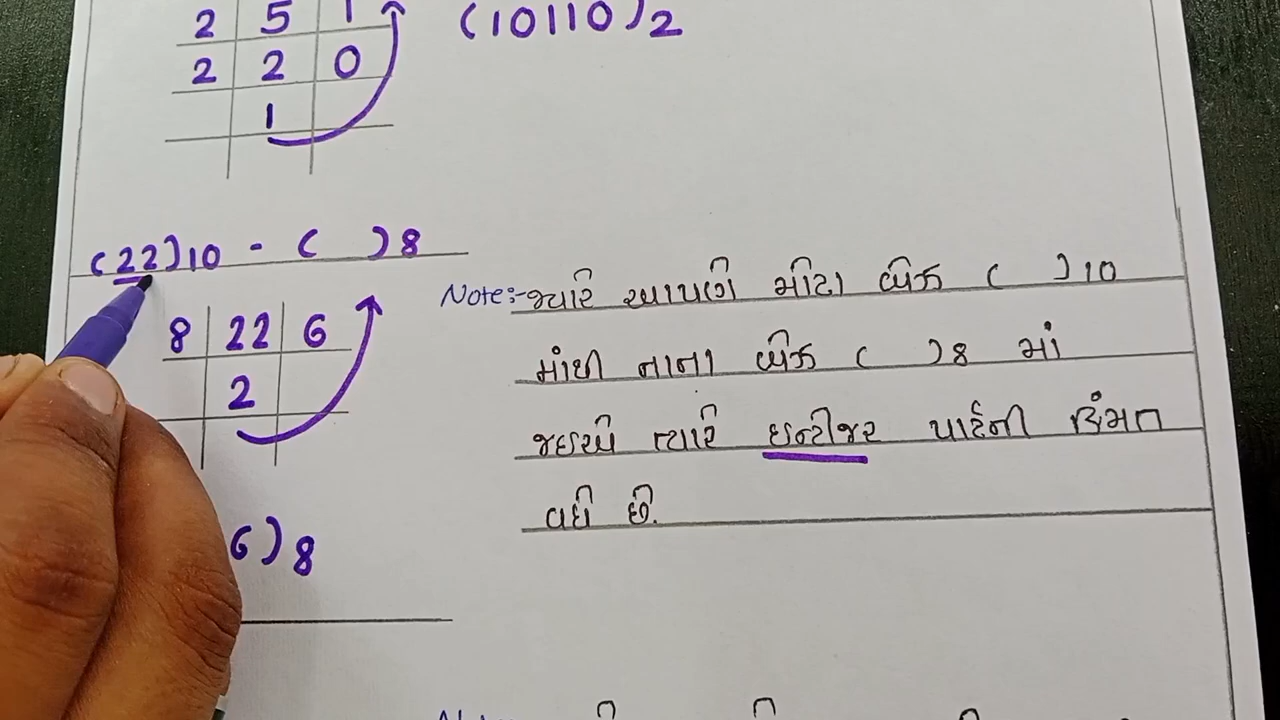 2 5 1
(10110)2
2 2 0
1
(22)10 - ( )8
8 22 6
2
6)8
Note:- જ્યારે આપણે મોટા બેઝ ( )10
માંથી નાના બેઝ ( )8 માં
જઇએ ત્યારે ઇન્ટીજર પાર્ટની કિંમત
વધે છે.